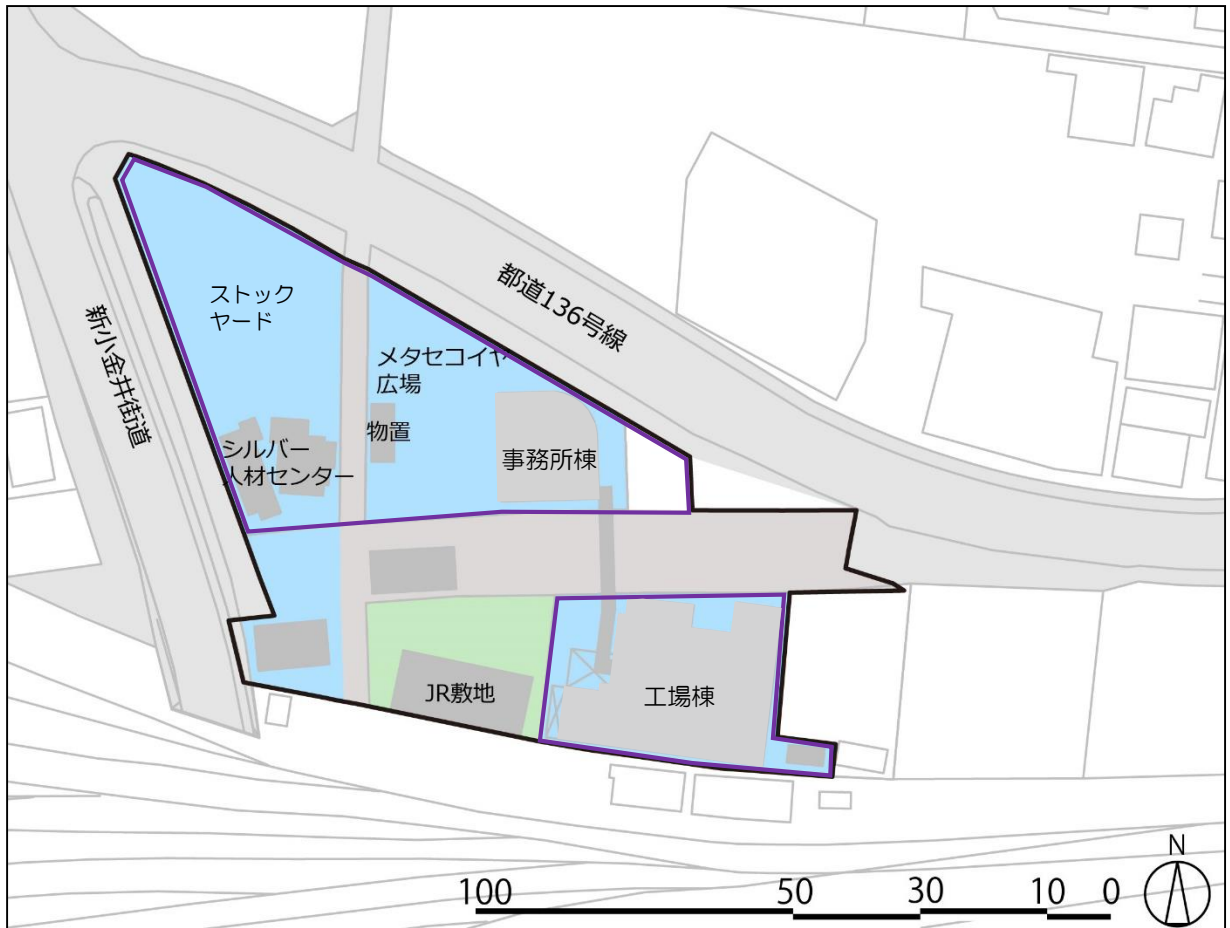 都道136号線
新小金井街道
ストック
ヤード
メタセコイヤ
広場
物置
シルバー
人材センター
事務所棟
JR敷地
工場棟
N
100 50 30 10 0